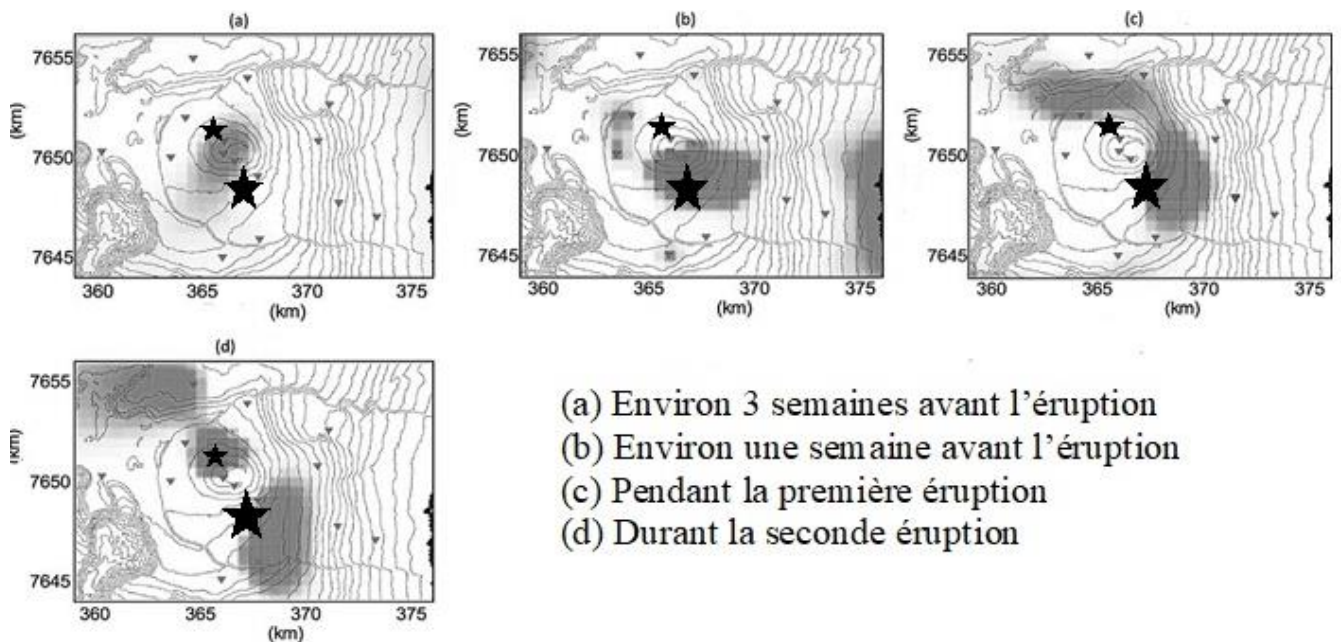 (a)
7655
7650
7645
(km)
360
365
370
375
(km)
(b)
7655
7650
7645
(km)
360
365
370
375
(km)
(c)
7655
7650
7645
(km)
360
365
370
375
(km)
(d)
7655
7650
7645
(km)
360
365
370
375
(km)
(a) Environ 3 semaines avant l’éruption
(b) Environ une semaine avant l’éruption
(c) Pendant la première éruption
(d) Durant la seconde éruption